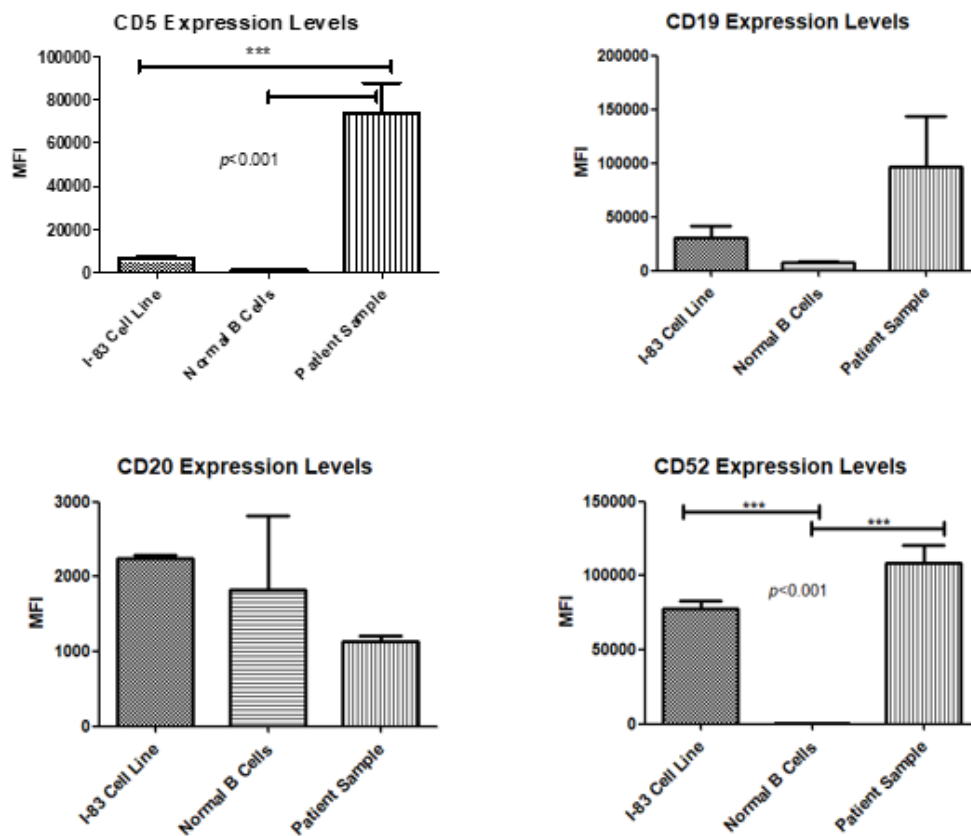 CD5 Expression Levels
***
100000
80000
60000
40000
20000
0
MFI
p<0.001
I-83 Cell Line
Normal B Cells
Patient Sample
CD19 Expression Levels
200000
150000
100000
50000
0
MFI
I-83 Cell Line
Normal B Cells
Patient Sample
CD20 Expression Levels
3000
2000
1000
0
MFI
I-83 Cell Line
Normal B Cells
Patient Sample
CD52 Expression Levels
150000
100000
50000
0
MFI
***
***
p<0.001
I-83 Cell Line
Normal B Cells
Patient Sample